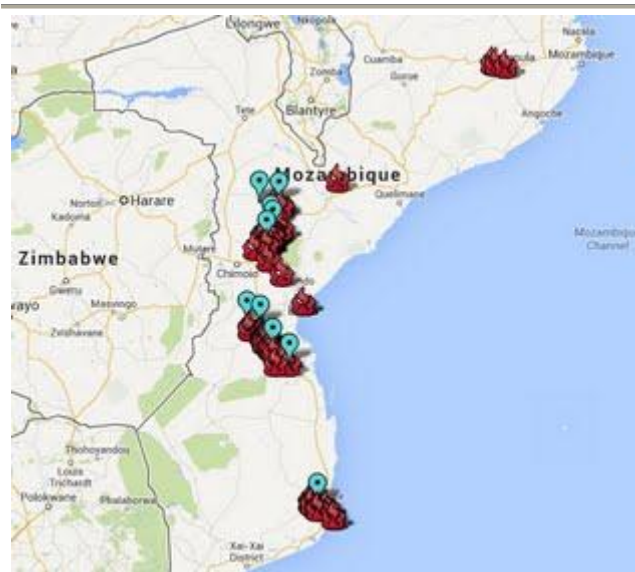 Lilongwe
Nkopola
Nacala
Cuamba
Mozambique
Zomba
Gurue
Tete
Blantyre
Angoche
Mozambique
Norton
Harare
Quelimane
Kadoma
Mozambique
Channel
Mutare
Zimbabwe
Chimoio
Gweru
Masvingo
Zvishavane
Thohoyandou
Louis
Trichardt
Polokwane
Phalaborwa
Xai-Xai
District